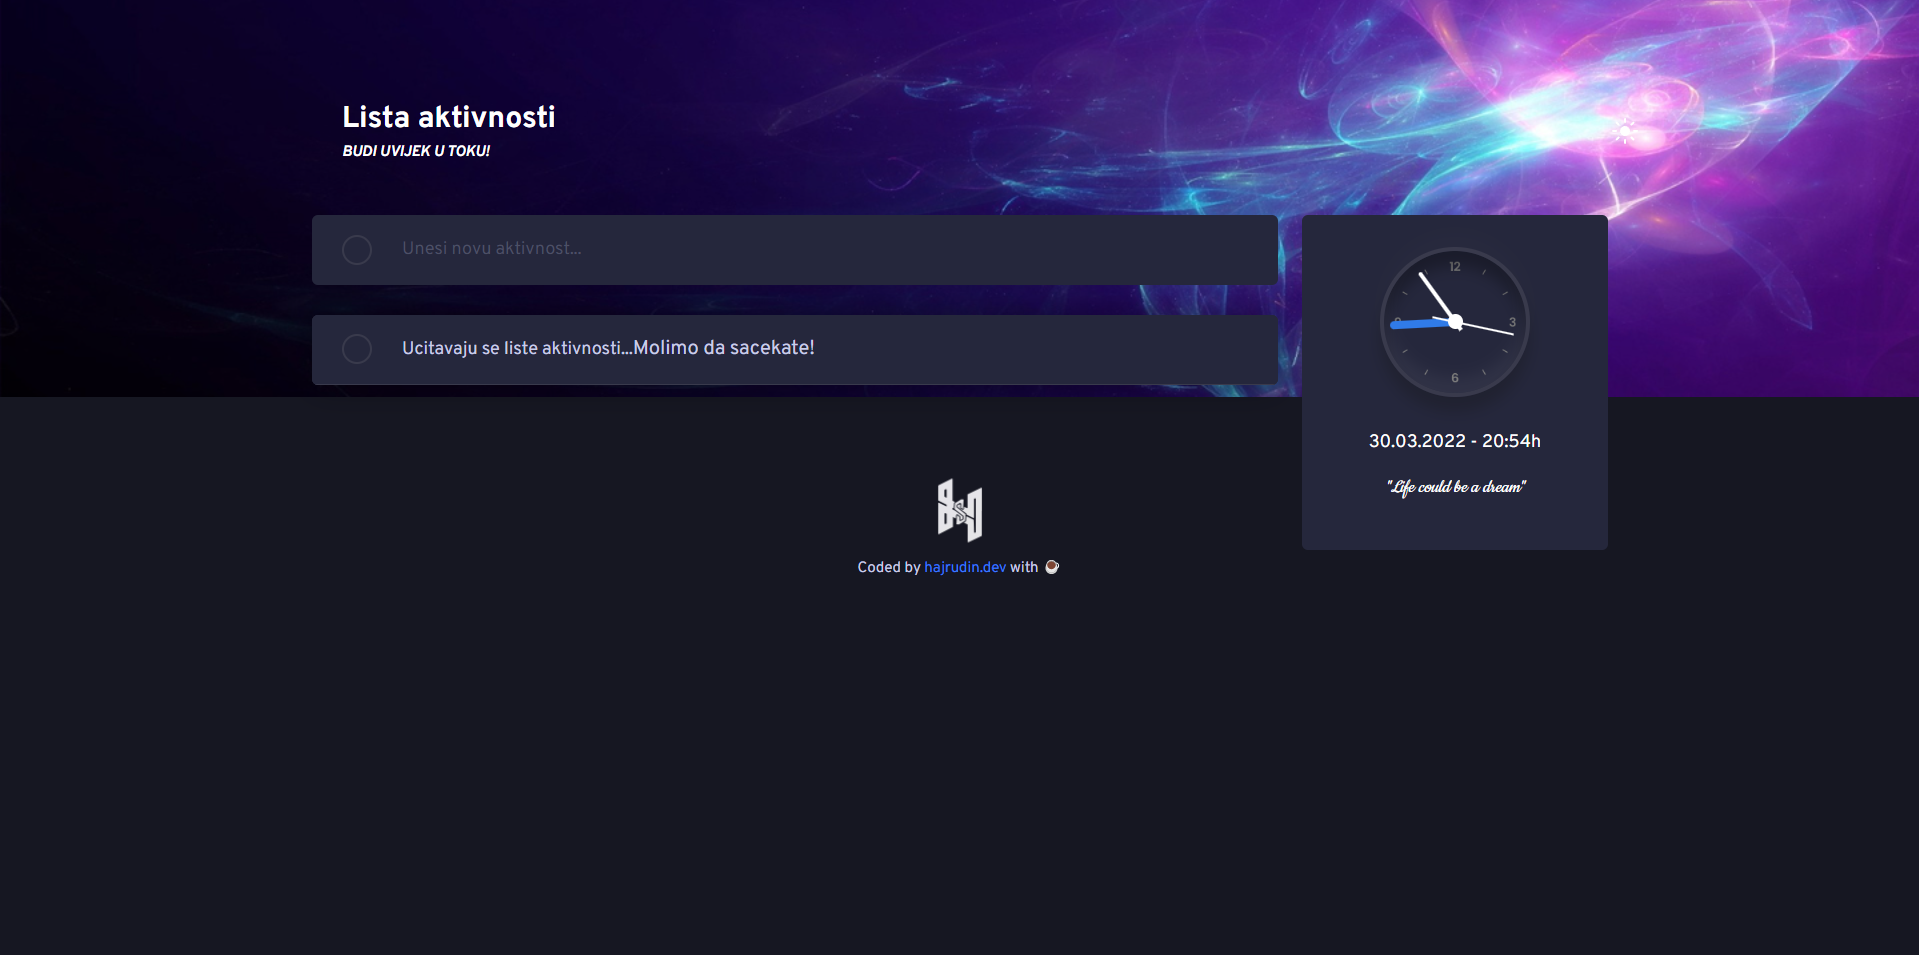 Lista aktivnosti
BUDI UVIJEK U TOKU!
Unesi novu aktivnost...
Ucitavaju se liste aktivnosti...Molimo da sacekate!
12
3
6
30.03.2022 - 20:54h
"Life could be a dream"
Coded by hajrudin.dev with